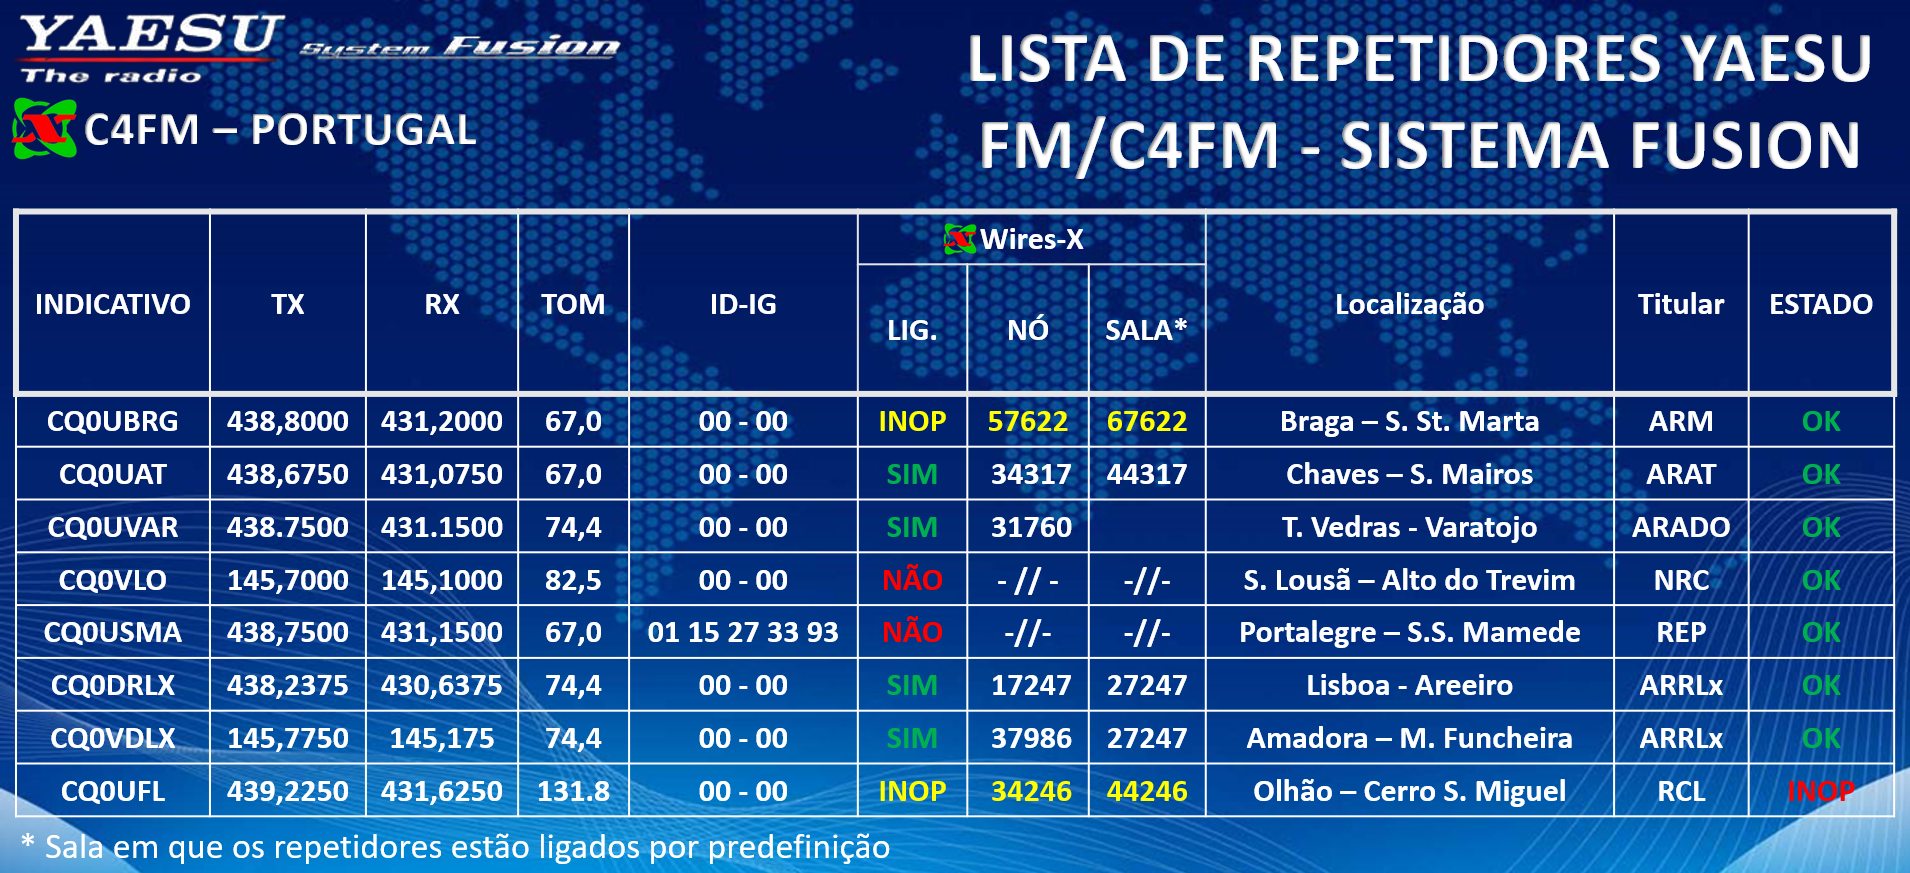 YAESU System Fusion
The radio
C4FM – PORTUGAL
LISTA DE REPETIDORES YAESU
FM/C4FM - SISTEMA FUSION
INDICATIVO TX RX TOM ID-IG Wires-X Localização Titular ESTADO
LIG. NÓ SALA*
CQ0UBRG 438,8000 431,2000 67,0 00 - 00 INOP 57622 67622 Braga – S. St. Marta ARM OK
CQ0UAT 438,6750 431,0750 67,0 00 - 00 SIM 34317 44317 Chaves – S. Mairos ARAT OK
CQ0UVAR 438.7500 431.1500 74,4 00 - 00 SIM 31760 T. Vedras - Varatojo ARADO OK
CQ0VLO 145,7000 145,1000 82,5 00 - 00 NÃO - // - -//- S. Lousã – Alto do Trevim NRC OK
CQ0USMA 438,7500 431,1500 67,0 01 15 27 33 93 NÃO -//- -//- Portalegre – S.S. Mamede REP OK
CQ0DRLX 438,2375 430,6375 74,4 00 - 00 SIM 17247 27247 Lisboa - Areeiro ARRLx OK
CQ0VDLX 145,7750 145,175 74,4 00 - 00 SIM 37986 27247 Amadora – M. Funcheira ARRLx OK
CQ0UFL 439,2250 431,6250 131.8 00 - 00 INOP 34246 44246 Olhão – Cerro S. Miguel RCL INOP
* Sala em que os repetidores estão ligados por predefinição